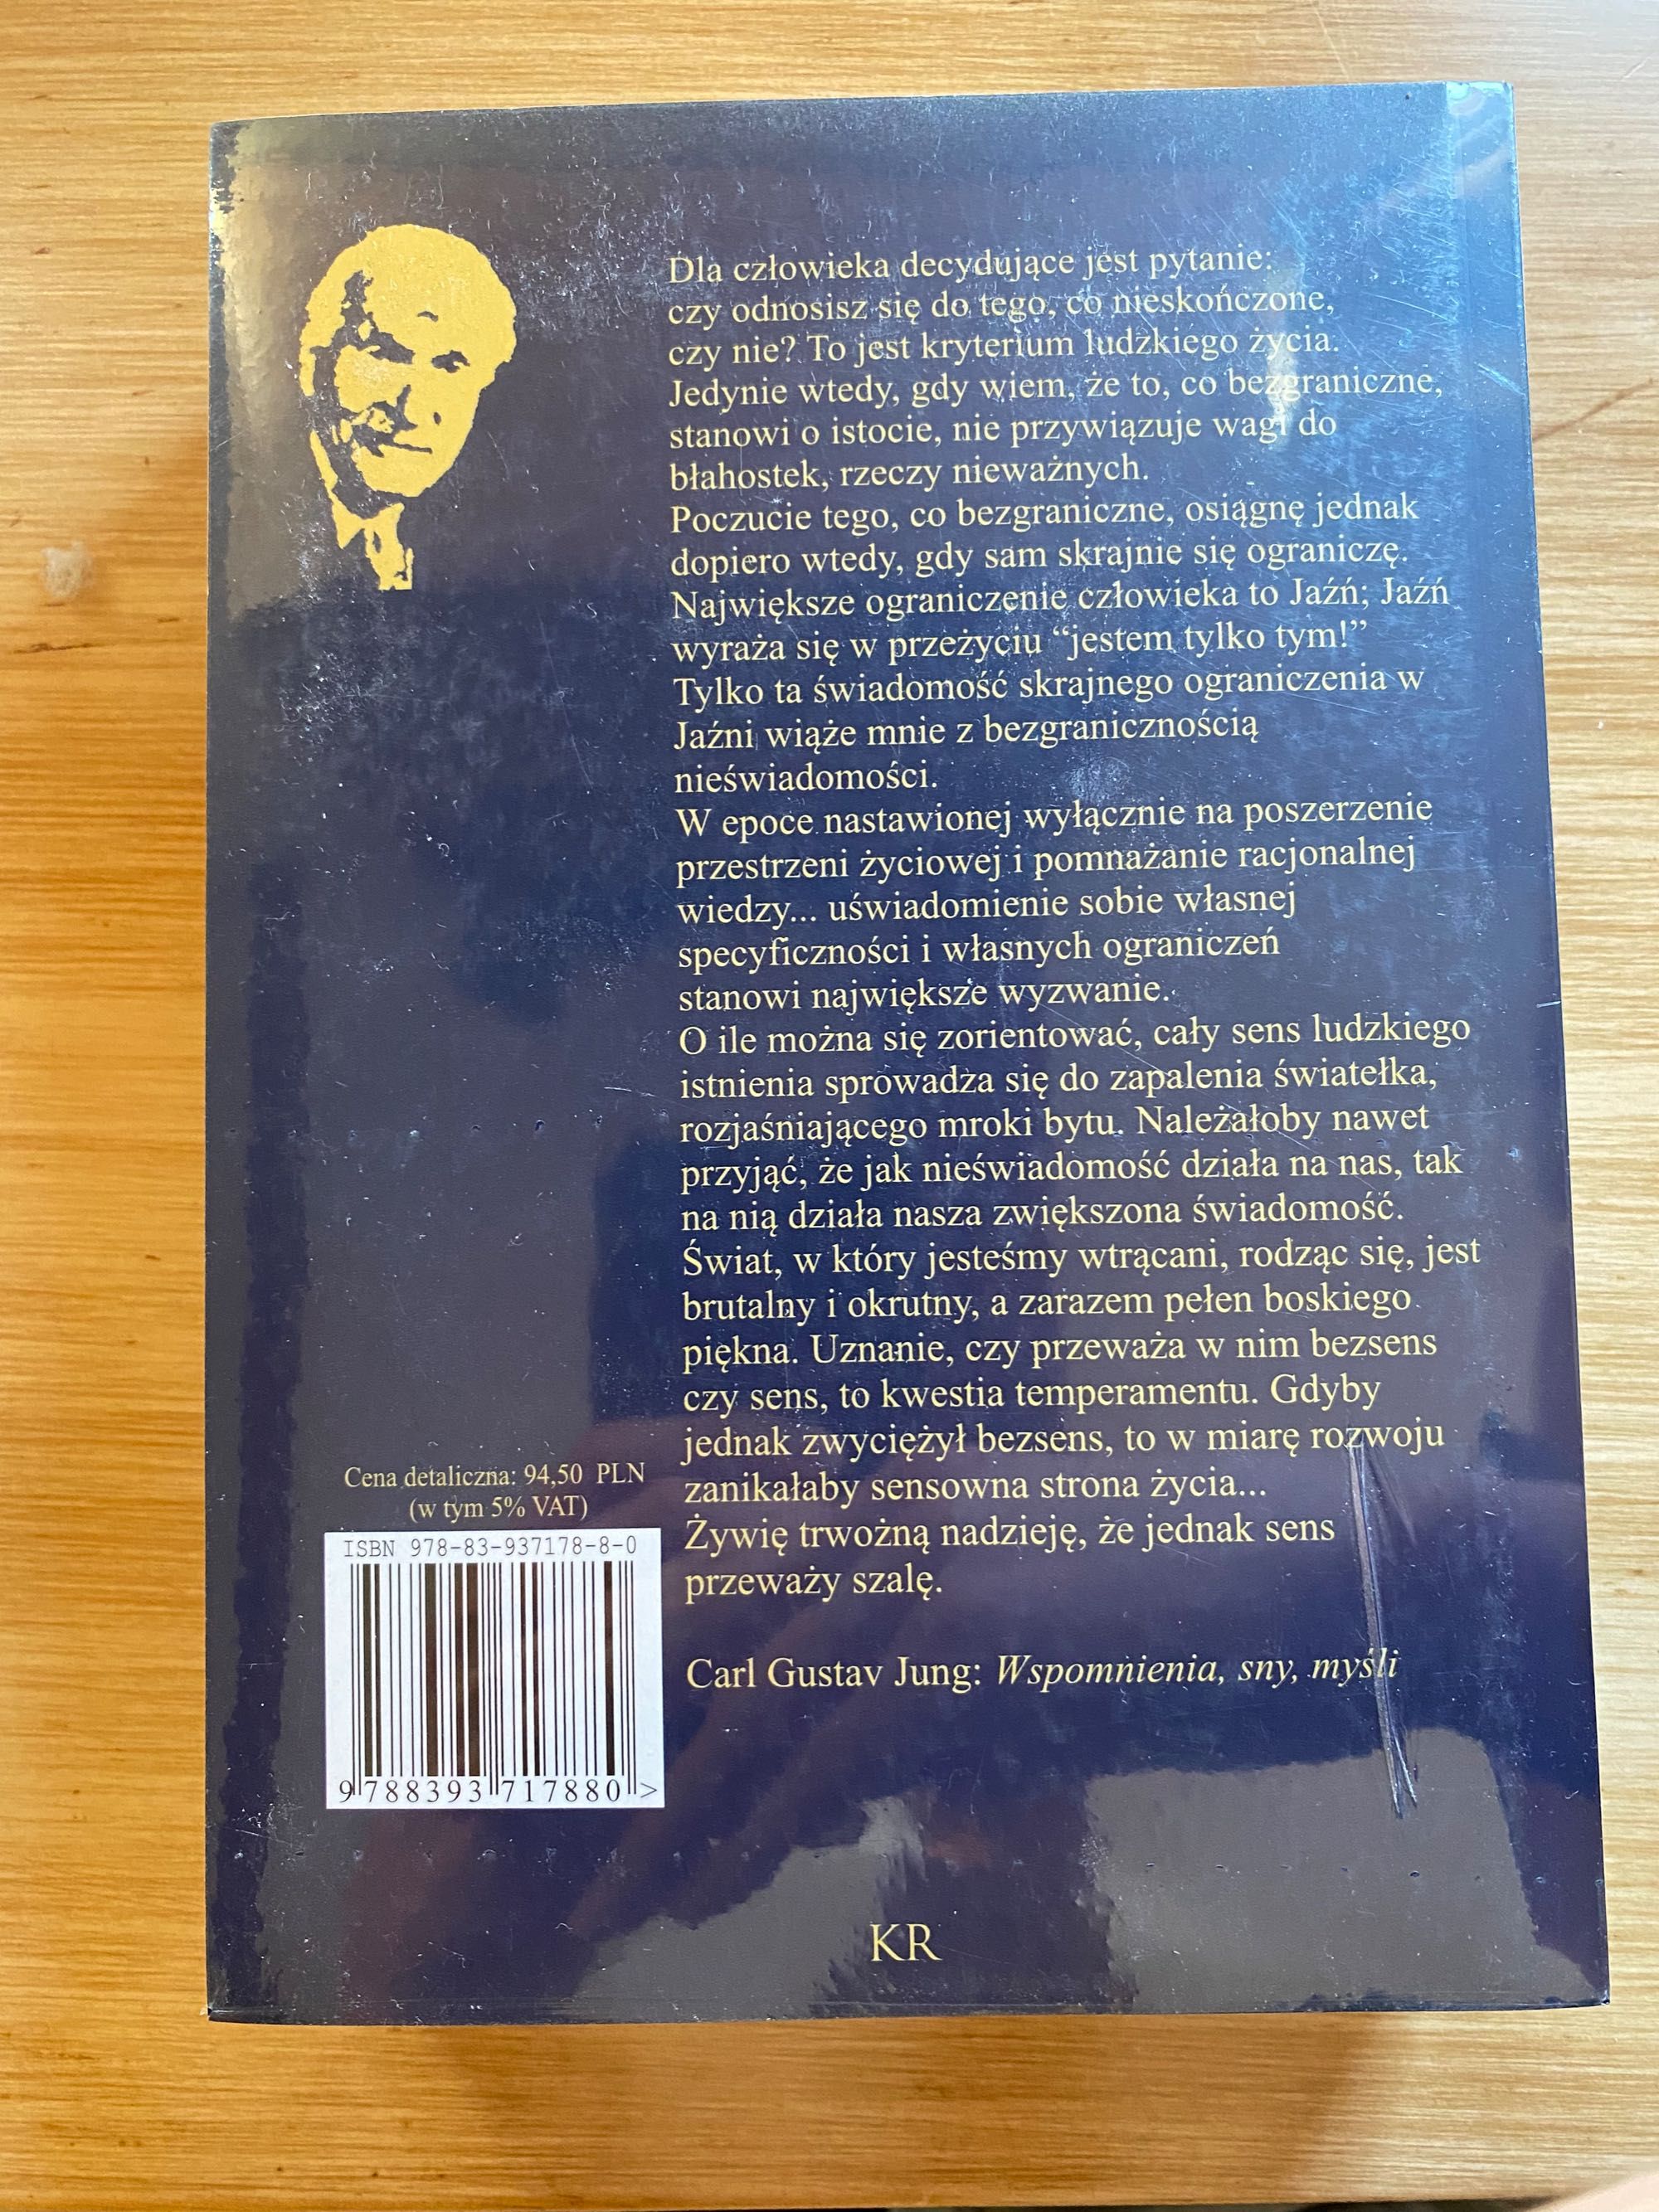 Dla człowieka decydujące jest pytanie:
czy odnosisz się do tego, co nieskończone,
czy nie? To jest kryterium ludzkiego życia.
Jedynie wtedy, gdy wiem, że to, co bezgraniczne,
stanowi o istocie, nie przywiązuje wagi do
błahostek, rzeczy nieważnych.
Poczucie tego, co bezgraniczne, osiągnę jednak
dopiero wtedy, gdy sam skrajnie się ograniczę.
Największe ograniczenie człowieka to Jaźń; Jaźń
wyraża się w przeżyciu “jestem tylko tym!”
Tylko ta świadomość skrajnego ograniczenia w
Jaźni wiąże mnie z bezgranicznością
nieświadomości.
W epoce nastawionej wyłącznie na poszerzenie
przestrzeni życiowej i pomnażanie racjonalnej
wiedzy... uświadomienie sobie własnej
specyficzności i własnych ograniczeń
stanowi największe wyzwanie.
O ile można się zorientować, cały sens ludzkiego
istnienia sprowadza się do zapalenia światełka,
rozjaśniającego mroki bytu. Należałoby nawet
przyjąć, że jak nieświadomość działa na nas, tak
na nią działa nasza zwiększona świadomość.
Świat, w który jesteśmy wtrącani, rodząc się, jest
brutalny i okrutny, a zarazem pełen boskiego
piękna. Uznanie, czy przeważa w nim bezsens
czy sens, to kwestia temperamentu. Gdyby
jednak zwyciężył bezsens, to w miarę rozwoju
zanikałaby sensowna strona życia...
Żywię trwożną nadzieję, że jednak sens
przeważy szalę.
Carl Gustav Jung: Wspomnienia, sny, myśli
Cena detaliczna: 94,50 PLN
(w tym 5% VAT)
ISBN 978-83-937178-8-0
9 788393 717880 >
KR